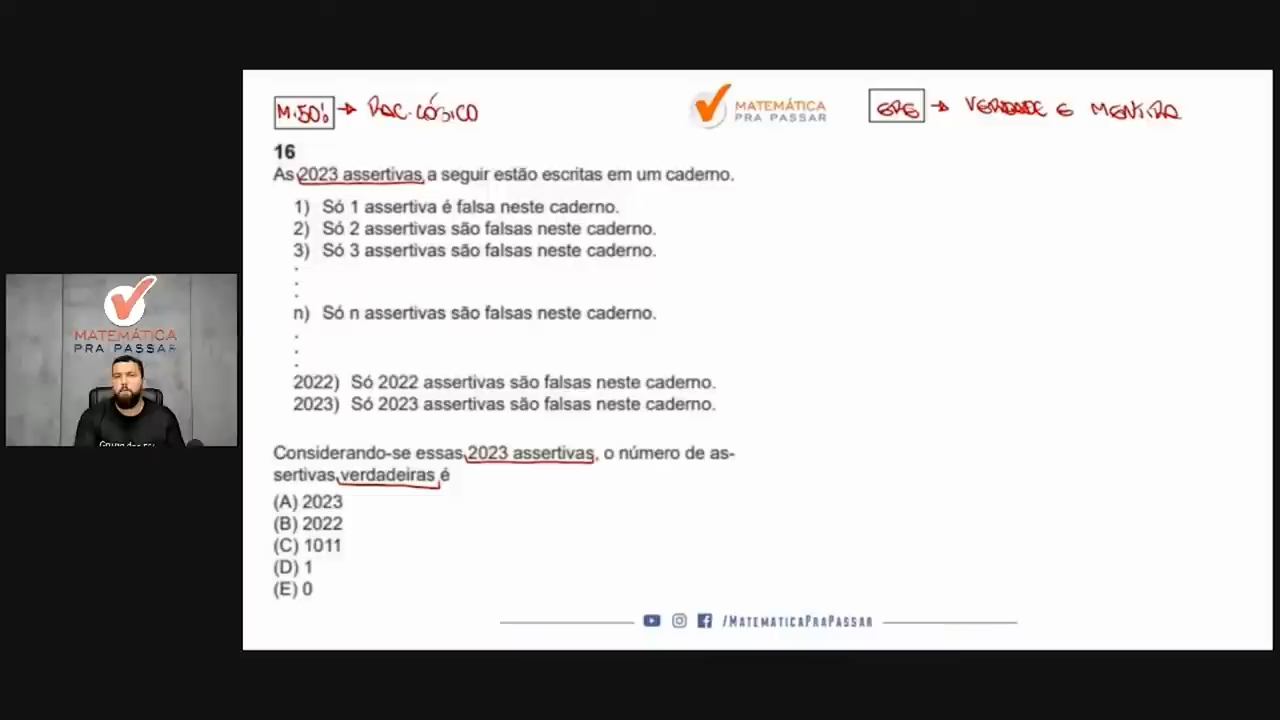 M.50% → RAC. LÓGICO
MATEMÁTICA
PRA PASSAR
→ VERDADE E MENTIRA
16
As 2023 assertivas a seguir estão escritas em um caderno.
1) Só 1 assertiva é falsa neste caderno.
2) Só 2 assertivas são falsas neste caderno.
3) Só 3 assertivas são falsas neste caderno.
.
.
.
n) Só n assertivas são falsas neste caderno.
.
.
.
2022) Só 2022 assertivas são falsas neste caderno.
2023) Só 2023 assertivas são falsas neste caderno.
Considerando-se essas 2023 assertivas, o número de as-
sertivas verdadeiras é
(A) 2023
(B) 2022
(C) 1011
(D) 1
(E) 0
/MATEMATICAPRAPASSAR
MATEMÁTICA
PRA PASSAR